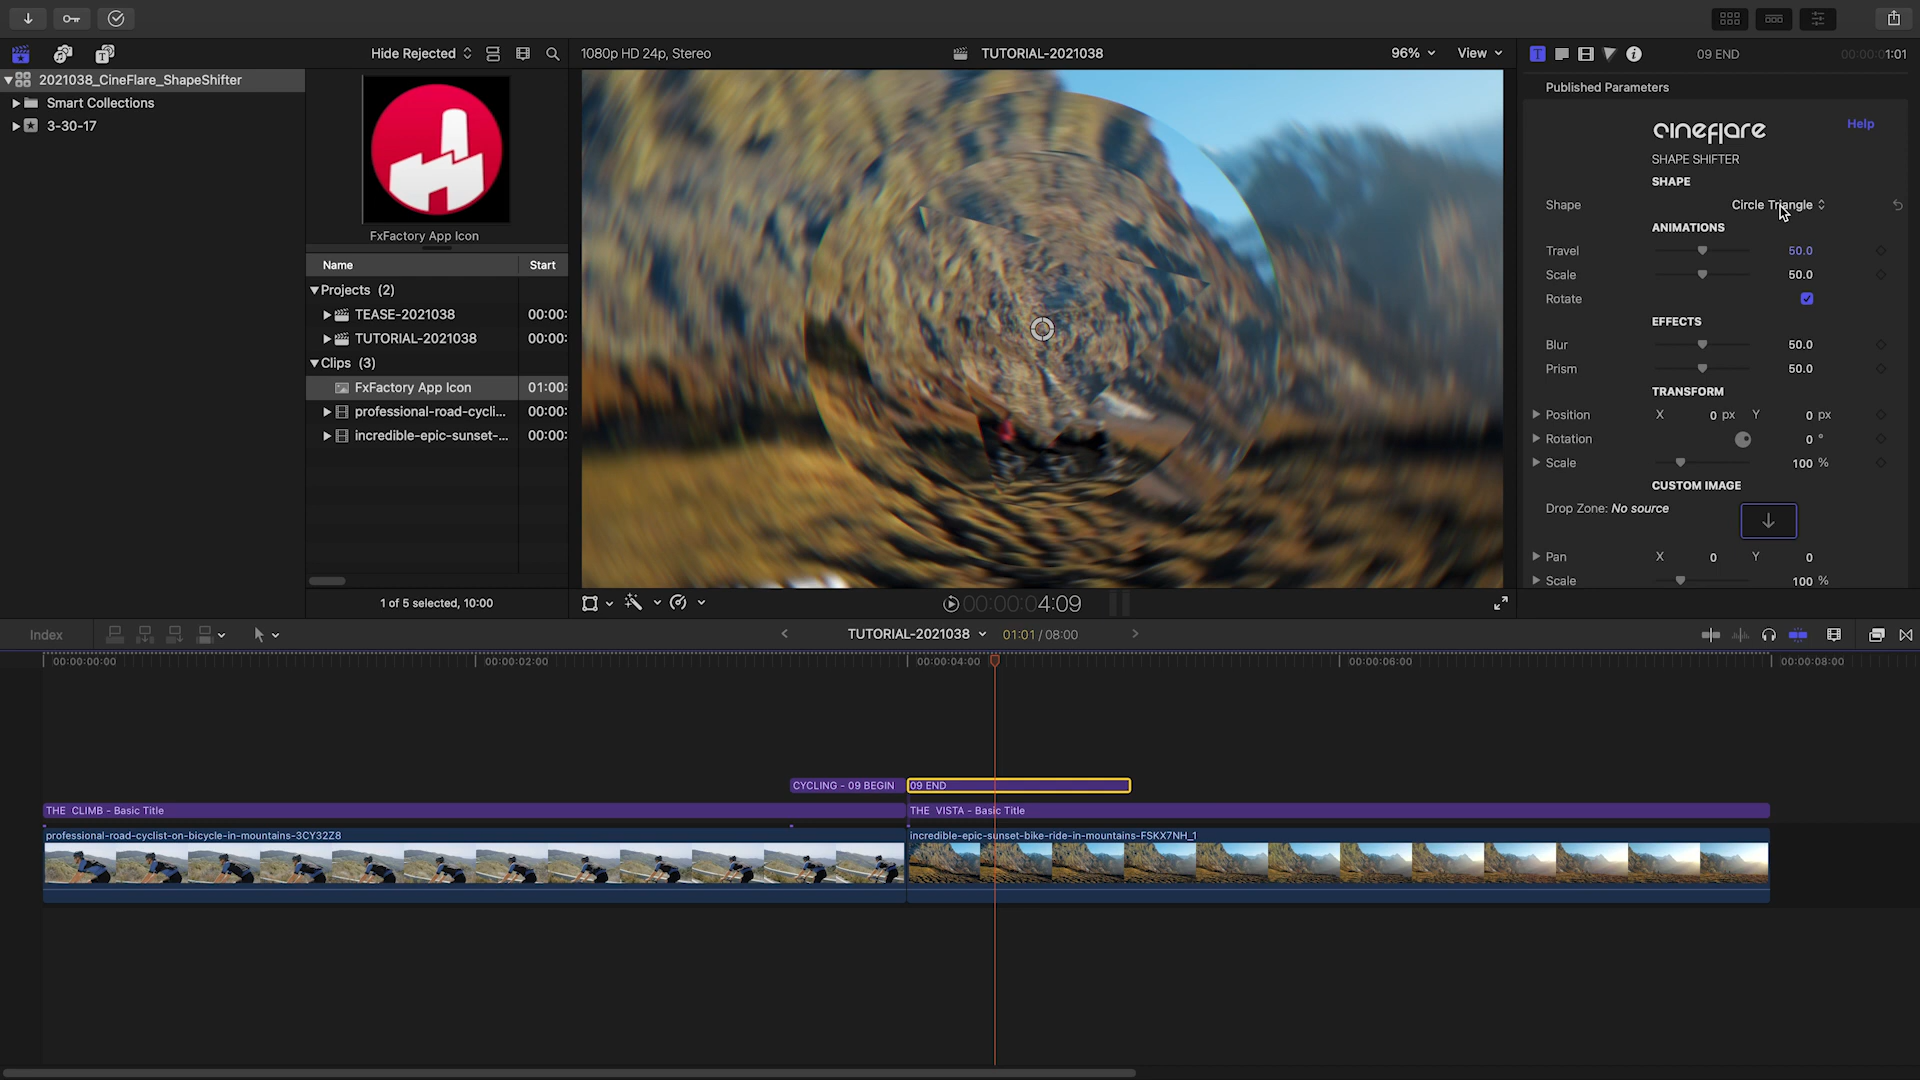 Hide Rejected
1080p HD 24p, Stereo
TUTORIAL-2021038
96%
View
09 END
00:00:01:01
2021038_CineFlare_ShapeShifter
Smart Collections
3-30-17
FxFactory App Icon
Name
Start
Projects (2)
TEASE-2021038
00:00:
TUTORIAL-2021038
00:00:
Clips (3)
FxFactory App Icon
01:00:
professional-road-cycli...
00:00:
incredible-epic-sunset-...
00:00:
1 of 5 selected, 10:00
Published Parameters
cineflare
Help
SHAPE SHIFTER
SHAPE
Shape
Circle Triangle
ANIMATIONS
Travel
50.0
Scale
50.0
Rotate
EFFECTS
Blur
50.0
Prism
50.0
TRANSFORM
Position
X
0 px
Y
0 px
Rotation
0 °
Scale
100 %
CUSTOM IMAGE
Drop Zone: No source
Pan
X
0
Y
0
Scale
100 %
00:00:04:09
Index
TUTORIAL-2021038
01:01 / 08:00
00:00:00:00
00:00:02:00
00:00:04:00
00:00:06:00
00:00:08:00
CYCLING - 09 BEGIN
09 END
THE CLIMB - Basic Title
THE VISTA - Basic Title
professional-road-cyclist-on-bicycle-in-mountains-3CY32Z8
incredible-epic-sunset-bike-ride-in-mountains-FSKX7NH_1